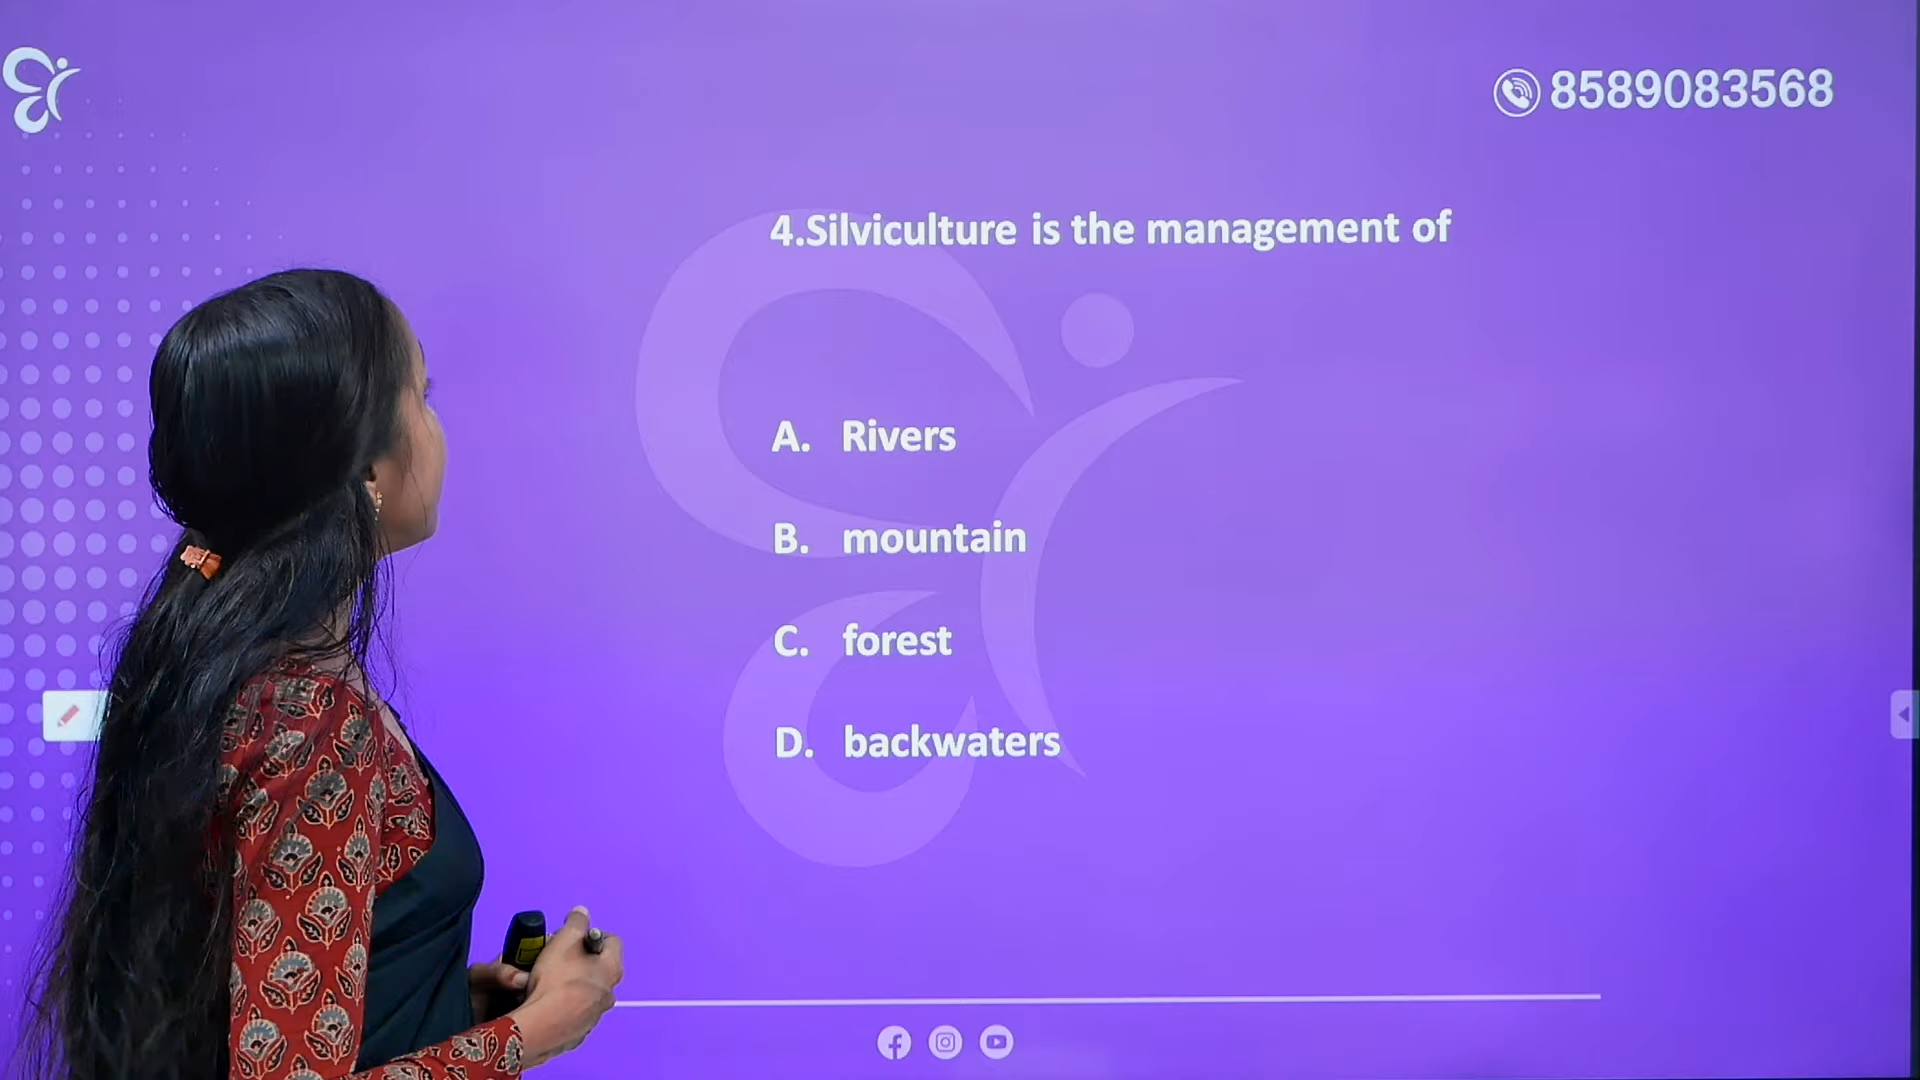 8589083568
4.Silviculture is the management of
A. Rivers
B. mountain
C. forest
D. backwaters